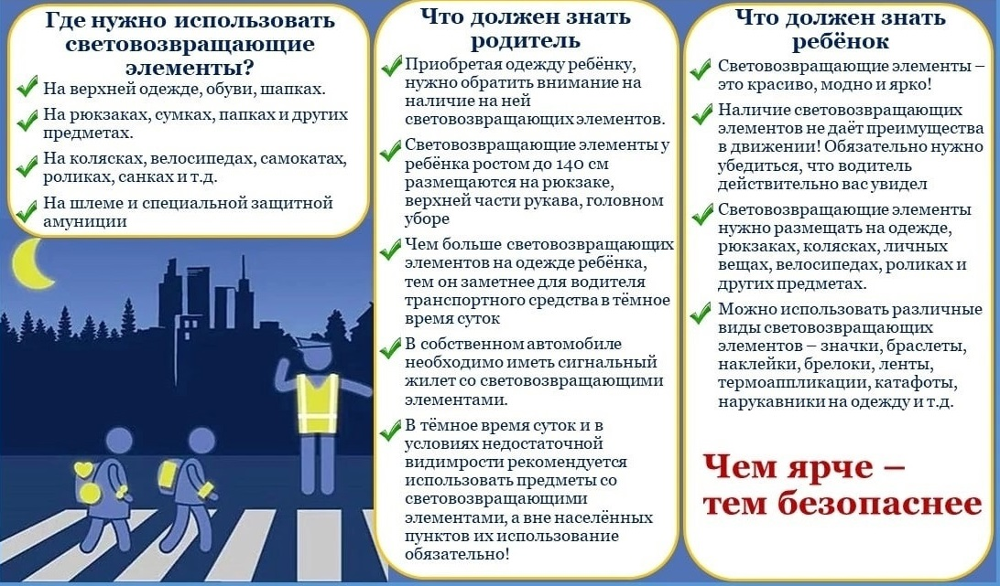 Где нужно использовать
световозвращающие
элементы?
На верхней одежде, обуви, шапках.
На рюкзаках, сумках, папках и других
предметах.
На колясках, велосипедах, самокатах,
роликах, санках и т.д.
На шлеме и специальной защитной
амуниции
Что должен знать
родитель
Приобретая одежду ребёнку,
нужно обратить внимание на
наличие на ней
световозвращающих элементов.
Световозвращающие элементы у
ребёнка ростом до 140 см
размещаются на рюкзаке,
верхней части рукава, головном
уборе
Чем больше световозвращающих
элементов на одежде ребёнка,
тем он заметнее для водителя
транспортного средства в тёмное
время суток
В собственном автомобиле
необходимо иметь сигнальный
жилет со световозвращающими
элементами.
В тёмное время суток и в
условиях недостаточной
видимрости рекомендуется
использовать предметы со
световозвращающими
элементами, а вне населённых
пунктов их использование
обязательно!
Что должен знать
ребёнок
Световозвращающие элементы –
это красиво, модно и ярко!
Наличие световозвращающих
элементов не даёт преимущества
в движении! Обязательно нужно
убедиться, что водитель
действительно вас увидел
Световозвращающие элементы
нужно размещать на одежде,
рюкзаках, колясках, личных
вещах, велосипедах, роликах и
других предметах.
Можно использовать различные
виды световозвращающих
элементов – значки, браслеты,
наклейки, брелоки, ленты,
термоаппликации, катафоты,
нарукавники на одежду и т.д.
Чем ярче –
тем безопаснее